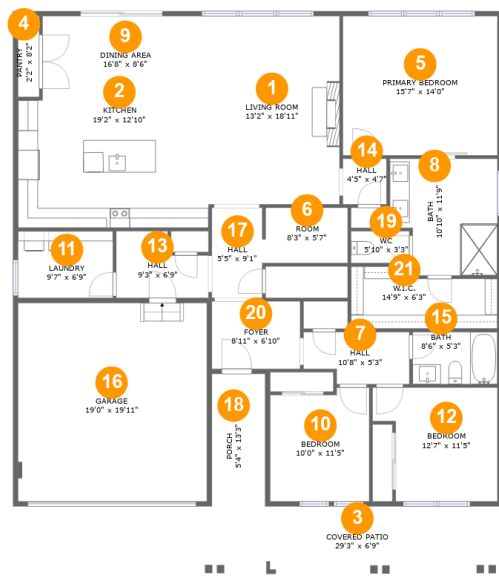 4
PANTRY
2'2" x 8'2"
9
DINING AREA
16'8" x 8'6"
2
KITCHEN
19'2" x 12'10"
1
LIVING ROOM
13'2" x 18'11"
5
PRIMARY BEDROOM
15'7" x 14'0"
14
HALL
4'5" x 4'7"
8
BATH
10'10" x 11'9"
6
ROOM
8'3" x 5'7"
19
WC
5'10" x 3'3"
17
HALL
5'5" x 9'1"
13
HALL
9'3" x 6'9"
11
LAUNDRY
9'7" x 6'9"
21
W.I.C.
14'9" x 6'3"
20
FOYER
8'11" x 6'10"
7
HALL
10'8" x 5'3"
15
BATH
8'6" x 5'3"
16
GARAGE
19'0" x 19'11"
18
PORCH
5'4" x 13'3"
10
BEDROOM
10'0" x 11'5"
12
BEDROOM
12'7" x 11'5"
3
COVERED PATIO
29'3" x 6'9"